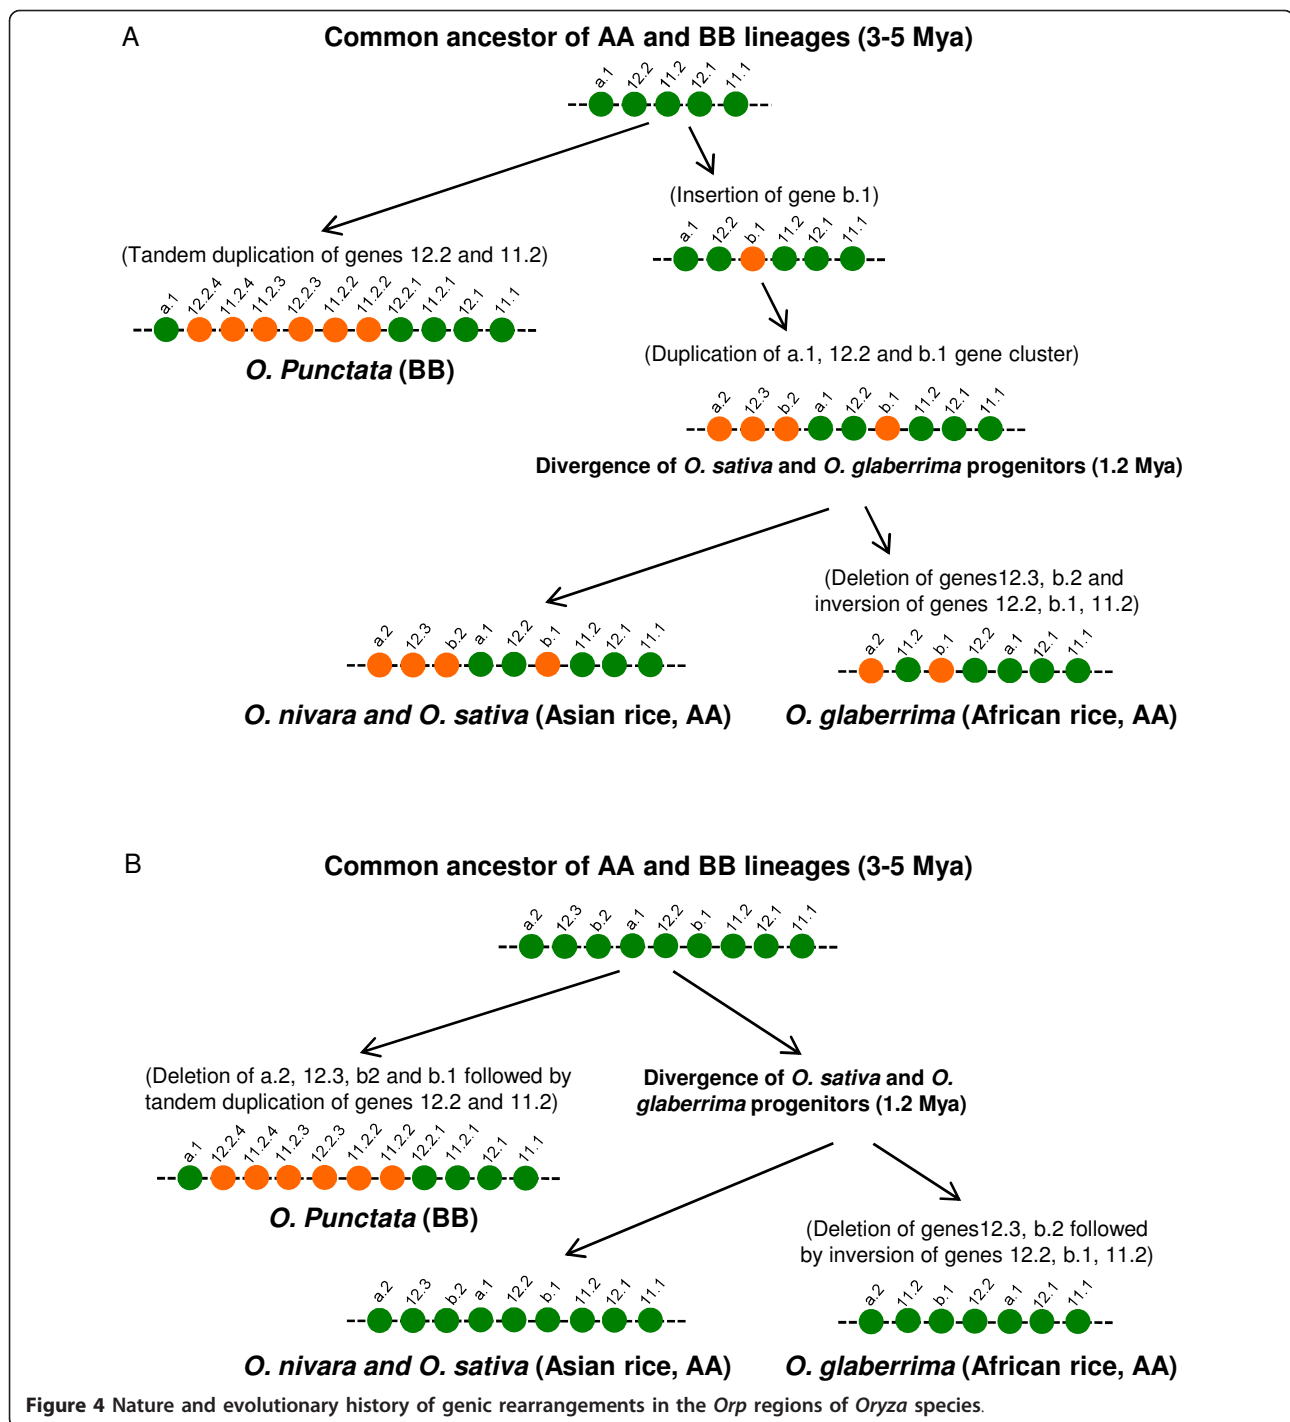 A
Common ancestor of AA and BB lineages (3-5 Mya)
a.1 12.2 11.2 12.1 11.1
(Insertion of gene b.1)
a.1 12.2 b.1 11.2 12.1 11.1
(Tandem duplication of genes 12.2 and 11.2)
a.1 12.2.4 11.2.4 11.2.3 12.2.3 11.2.2 11.2.2 12.2.1 11.2.1 12.1 11.1
O. Punctata (BB)
(Duplication of a.1, 12.2 and b.1 gene cluster)
a.2 12.3 b.2 a.1 12.2 b.1 11.2 12.1 11.1
Divergence of O. sativa and O. glaberrima progenitors (1.2 Mya)
(Deletion of genes12.3, b.2 and
inversion of genes 12.2, b.1, 11.2)
a.2 12.3 b.2 a.1 12.2 b.1 11.2 12.1 11.1
O. nivara and O. sativa (Asian rice, AA)
a.2 11.2 b.1 12.2 a.1 12.1 11.1
O. glaberrima (African rice, AA)
B
Common ancestor of AA and BB lineages (3-5 Mya)
a.2 12.3 b.2 a.1 12.2 b.1 11.2 12.1 11.1
(Deletion of a.2, 12.3, b2 and b.1 followed by
tandem duplication of genes 12.2 and 11.2)
a.1 12.2.4 11.2.4 11.2.3 12.2.3 11.2.2 11.2.2 12.2.1 11.2.1 12.1 11.1
O. Punctata (BB)
Divergence of O. sativa and O.
glaberrima progenitors (1.2 Mya)
(Deletion of genes12.3, b.2 followed
by inversion of genes 12.2, b.1, 11.2)
a.2 12.3 b.2 a.1 12.2 b.1 11.2 12.1 11.1
O. nivara and O. sativa (Asian rice, AA)
a.2 11.2 b.1 12.2 a.1 12.1 11.1
O. glaberrima (African rice, AA)
Figure 4 Nature and evolutionary history of genic rearrangements in the Orp regions of Oryza species.